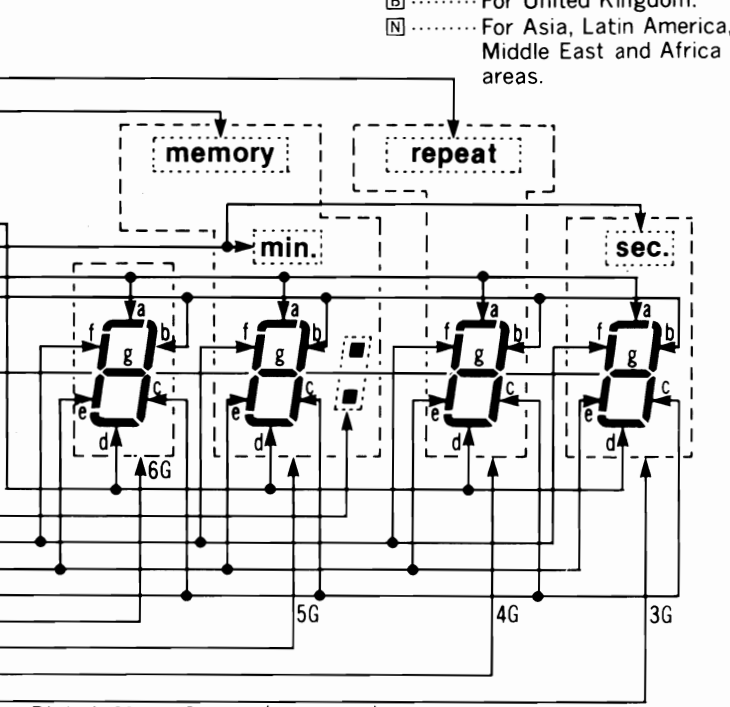 B ········· For United Kingdom.
N ········· For Asia, Latin America,
Middle East and Africa
areas.
memory
repeat
min.
sec.
a
a
a
a
f
b
f
b
f
b
f
b
g
g
g
g
e
c
e
c
e
c
e
c
d
d
d
d
6G
5G
4G
3G